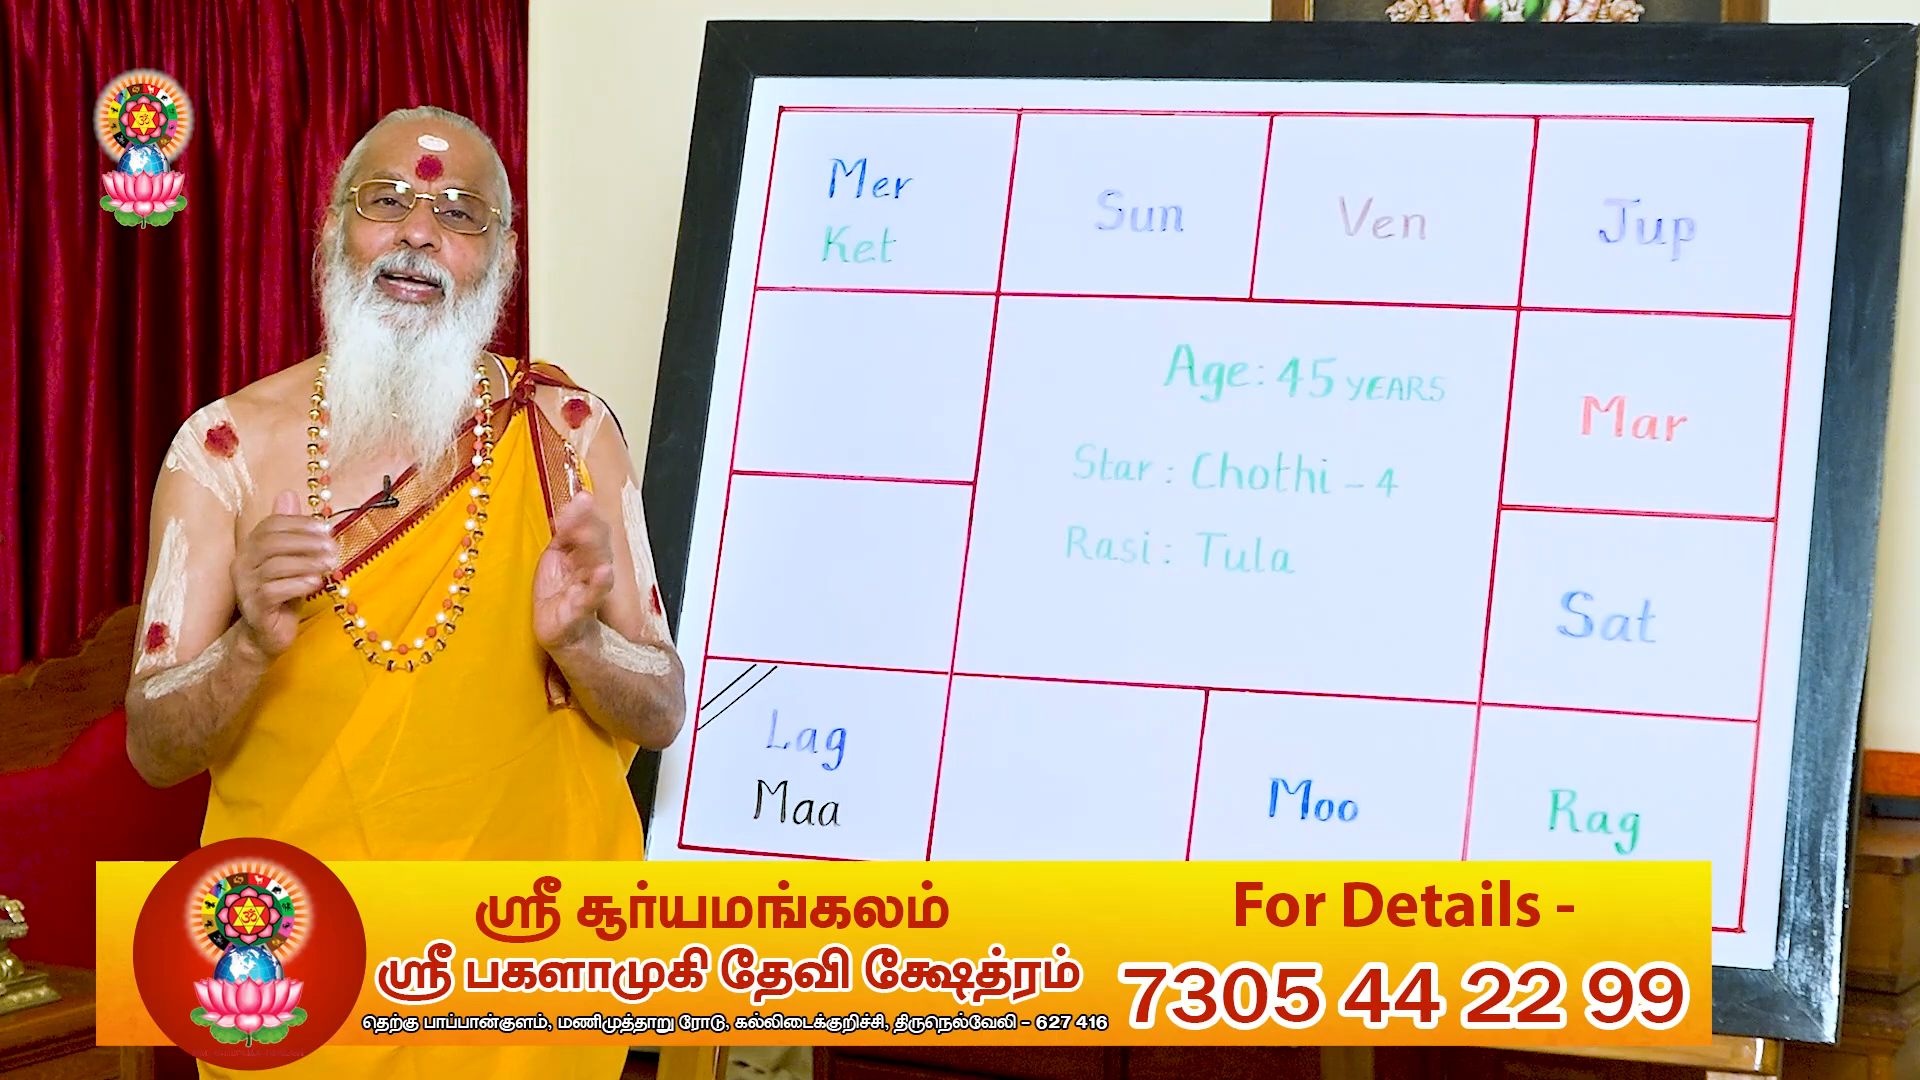 Mer
Ket
Sun
Ven
Jup
Age: 45 YEARS
Star: Chothi - 4
Rasi: Tula
Mar
Sat
Lag
Maa
Moo
Rag
ஸ்ரீ சூர்யமங்கலம்
ஸ்ரீ பகளாமுகி தேவி க்ஷேத்ரம்
தெற்கு பாப்பான்குளம், மணிமுத்தாறு ரோடு, கல்லிடைக்குறிச்சி, திருநெல்வேலி - 627 416
For Details -
7305 44 22 99